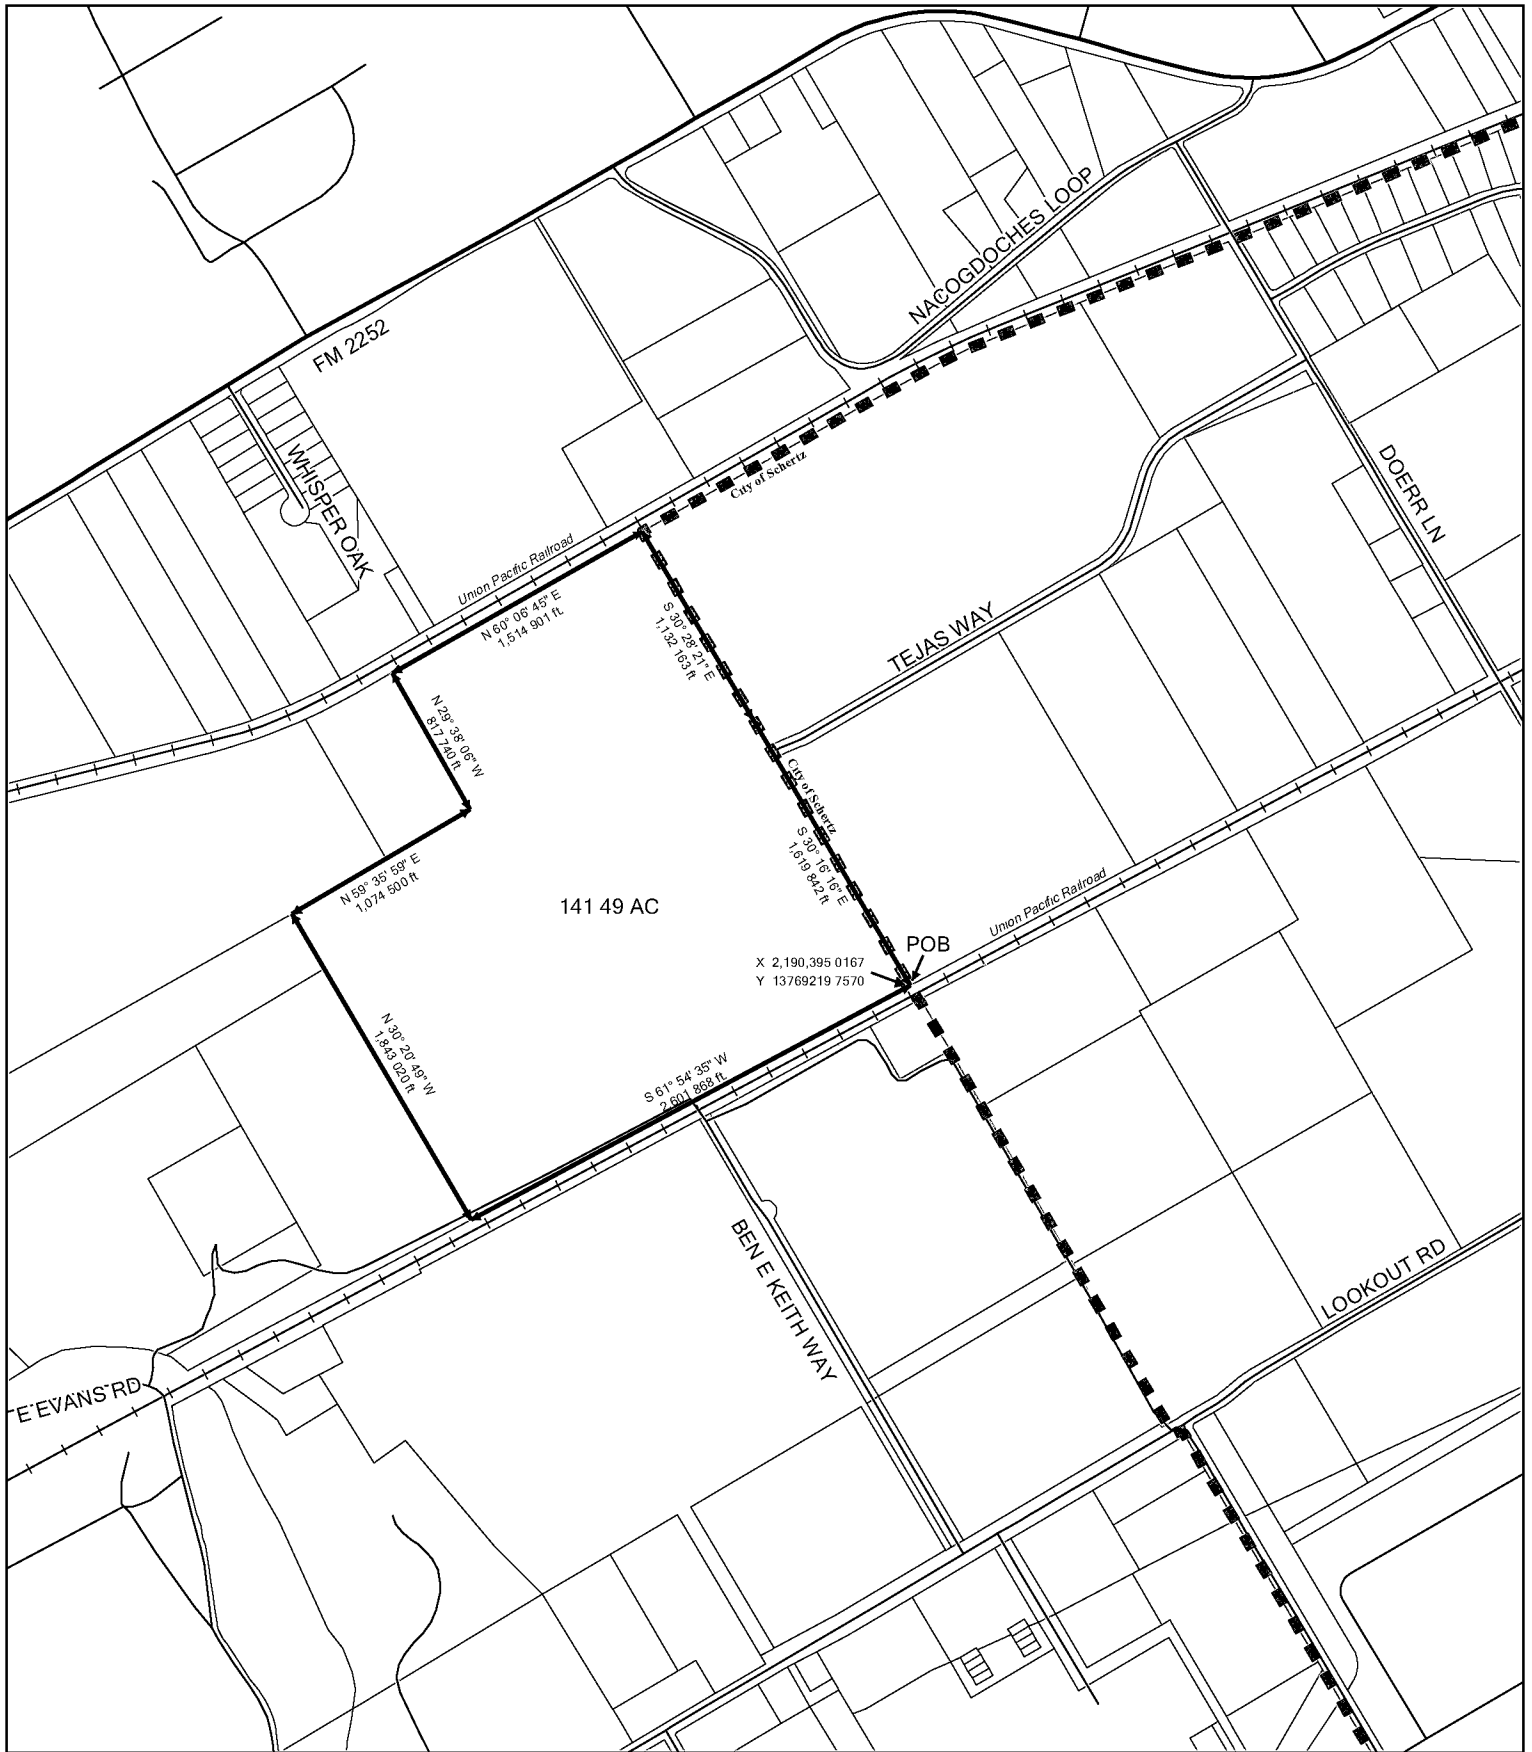 NACOGDOCHES LOOP
FM 2252
WHISPER OAK
DOERR LN
City of Schertz
Union Pacific Railroad
N 60° 06' 45" E
1,514 901 ft.
S 30° 28' 21" E
1,132 163 ft
TEJAS WAY
N 29° 38' 06" W
817 740 ft
City of Schertz
S 30° 16' 16" E
1,619 842 ft
N 59° 35' 59" E
1,074 500 ft
141 49 AC
Union Pacific Railroad
POB
X 2,190,395 0167
Y 13769219 7570
N 30° 20' 49" W
1,843 020 ft
S 61° 54' 35" W
2,601 868 ft.
BEN E KEITH WAY
LOOKOUT RD
E EVANS RD